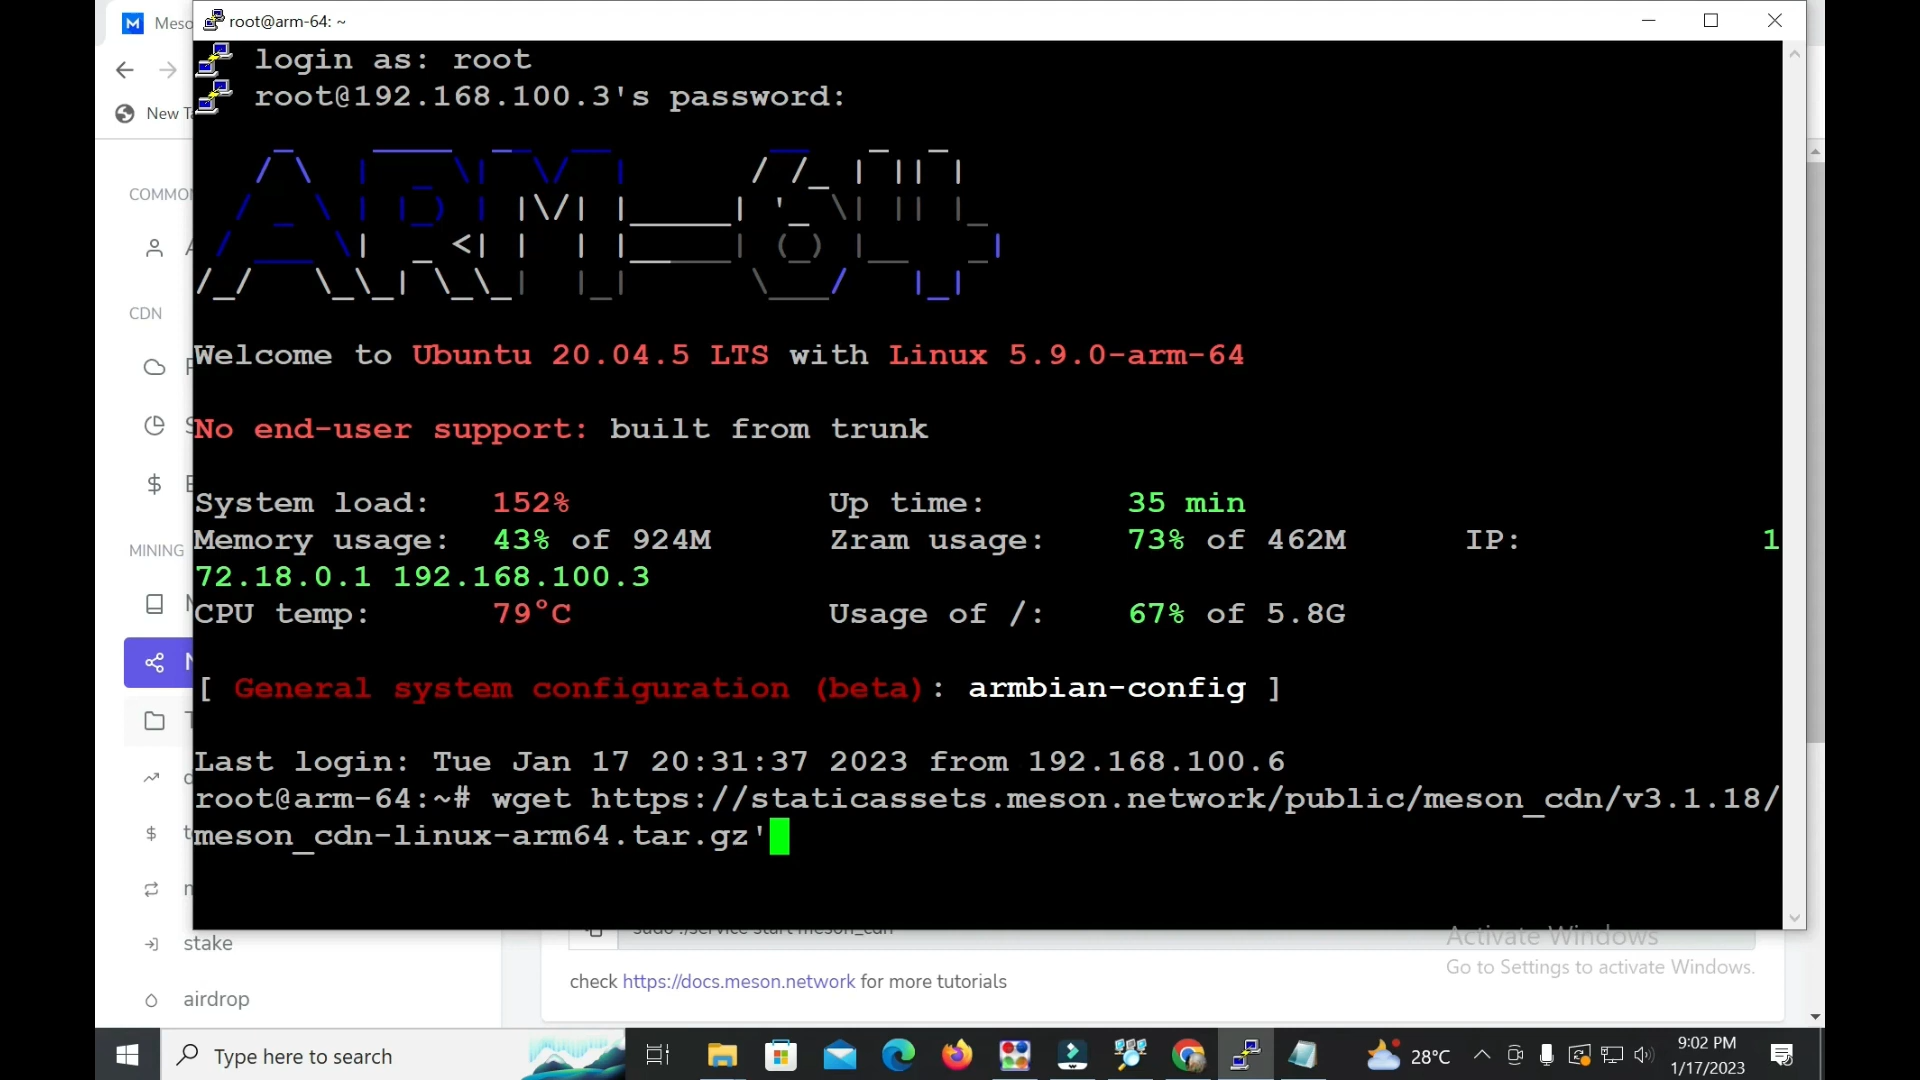 Meso
root@arm-64: ~
login as: root
root@192.168.100.3's password:
New Ta
COMMON
CDN
MINING
Welcome to Ubuntu 20.04.5 LTS with Linux 5.9.0-arm-64
No end-user support: built from trunk
System load: 152% Up time: 35 min
Memory usage: 43% of 924M Zram usage: 73% of 462M IP: 1
72.18.0.1 192.168.100.3
CPU temp: 79°C Usage of /: 67% of 5.8G
[ General system configuration (beta): armbian-config ]
Last login: Tue Jan 17 20:31:37 2023 from 192.168.100.6
root@arm-64:~# wget https://staticassets.meson.network/public/meson_cdn/v3.1.18/
meson_cdn-linux-arm64.tar.gz'
sudo ./service start meson_cdn
stake
Activate Windows
Go to Settings to activate Windows.
check https://docs.meson.network for more tutorials
airdrop
Type here to search
28°C
9:02 PM
1/17/2023